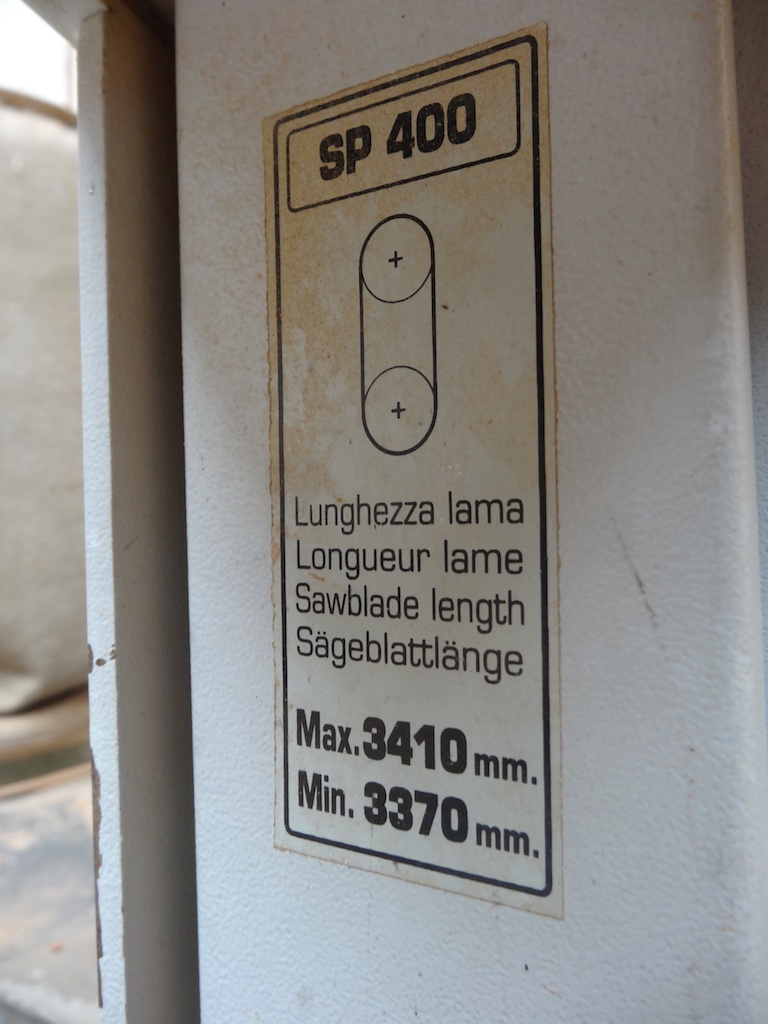 SP 400
Lunghezza lama
Longueur lame
Sawblade length
Sägeblattlänge
Max. 3410 mm.
Min. 3370 mm.